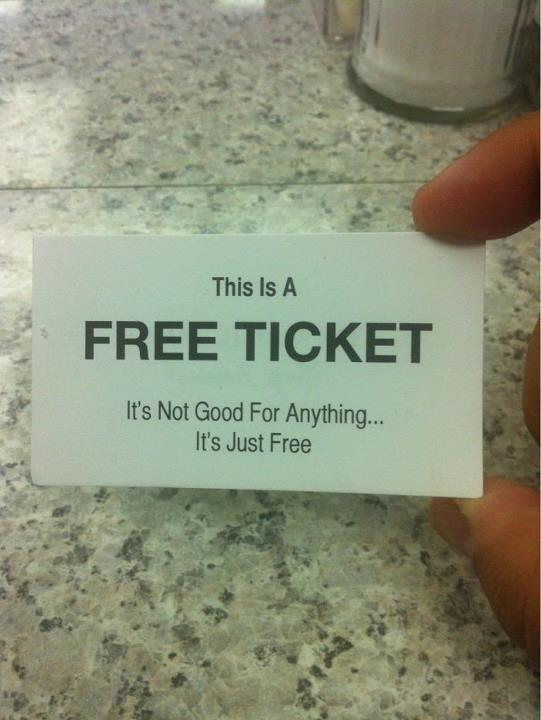 This Is A
FREE TICKET
It's Not Good For Anything...
It's Just Free